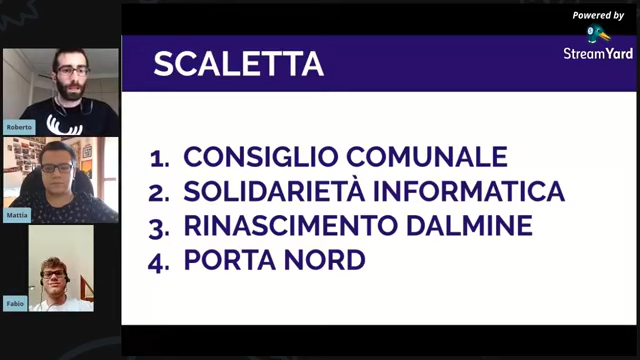 Powered by
StreamYard
SCALETTA
Roberto
Mattia
Fabio
1. CONSIGLIO COMUNALE
2. SOLIDARIETÀ INFORMATICA
3. RINASCIMENTO DALMINE
4. PORTA NORD